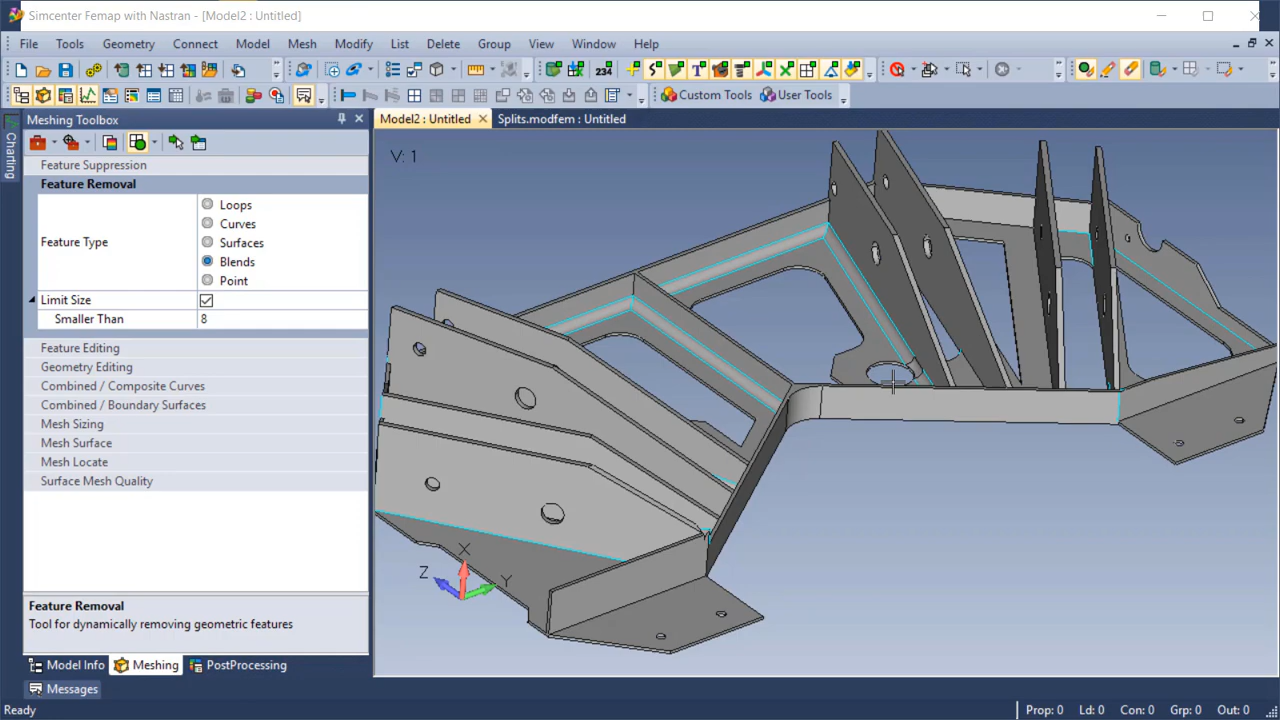 Simcenter Femap with Nastran - [Model2 : Untitled]
File Tools Geometry Connect Model Mesh Modify List Delete Group View Window Help
234
T
Custom Tools User Tools
Charting
Meshing Toolbox
Model2 : Untitled Splits.modfem : Untitled
V: 1
Feature Suppression
Feature Removal
Feature Type
Loops
Curves
Surfaces
Blends
Point
Limit Size
Smaller Than 8
Feature Editing
Geometry Editing
Combined / Composite Curves
Combined / Boundary Surfaces
Mesh Sizing
Mesh Surface
Mesh Locate
Surface Mesh Quality
X
Z
Y
Feature Removal
Tool for dynamically removing geometric features
Model Info Meshing PostProcessing
Messages
Ready Prop: 0 Ld: 0 Con: 0 Grp: 0 Out: 0